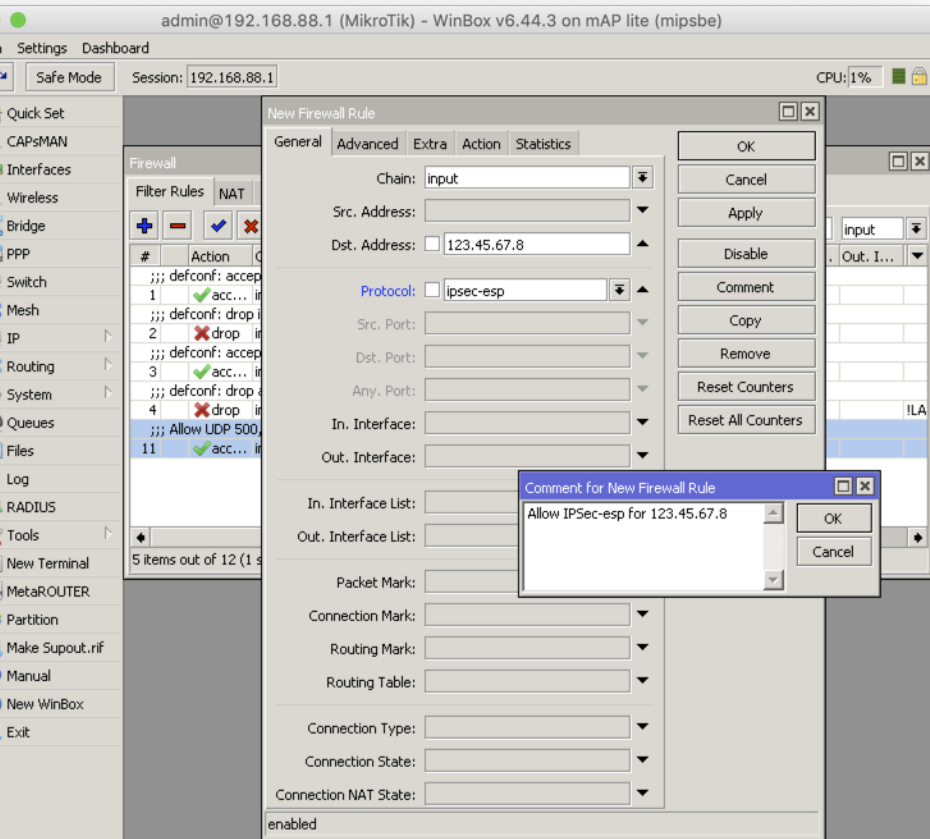 admin@192.168.88.1 (MikroTik) - WinBox v6.44.3 on mAP lite (mipsbe)
Settings Dashboard
Safe Mode Session: 192.168.88.1 CPU: 1%
Quick Set
CAPsMAN
Interfaces
Wireless
Bridge
PPP
Switch
Mesh
IP
Routing
System
Queues
Files
Log
RADIUS
Tools
New Terminal
MetaROUTER
Partition
Make Supout.rif
Manual
New WinBox
Exit
Firewall
Filter Rules NAT
input
# Action . Out. I...
;;; defconf: accep
1 acc...
;;; defconf: drop i
2 drop
;;; defconf: accep
3 acc...
;;; defconf: drop a
4 drop !LA
;;; Allow UDP 500,
11 acc...
5 items out of 12 (1 s
New Firewall Rule
General Advanced Extra Action Statistics
Chain: input
Src. Address:
Dst. Address: 123.45.67.8
Protocol: ipsec-esp
Src. Port:
Dst. Port:
Any. Port:
In. Interface:
Out. Interface:
In. Interface List:
Out. Interface List:
Packet Mark:
Connection Mark:
Routing Mark:
Routing Table:
Connection Type:
Connection State:
Connection NAT State:
enabled
OK
Cancel
Apply
Disable
Comment
Copy
Remove
Reset Counters
Reset All Counters
Comment for New Firewall Rule
Allow IPSec-esp for 123.45.67.8
OK
Cancel